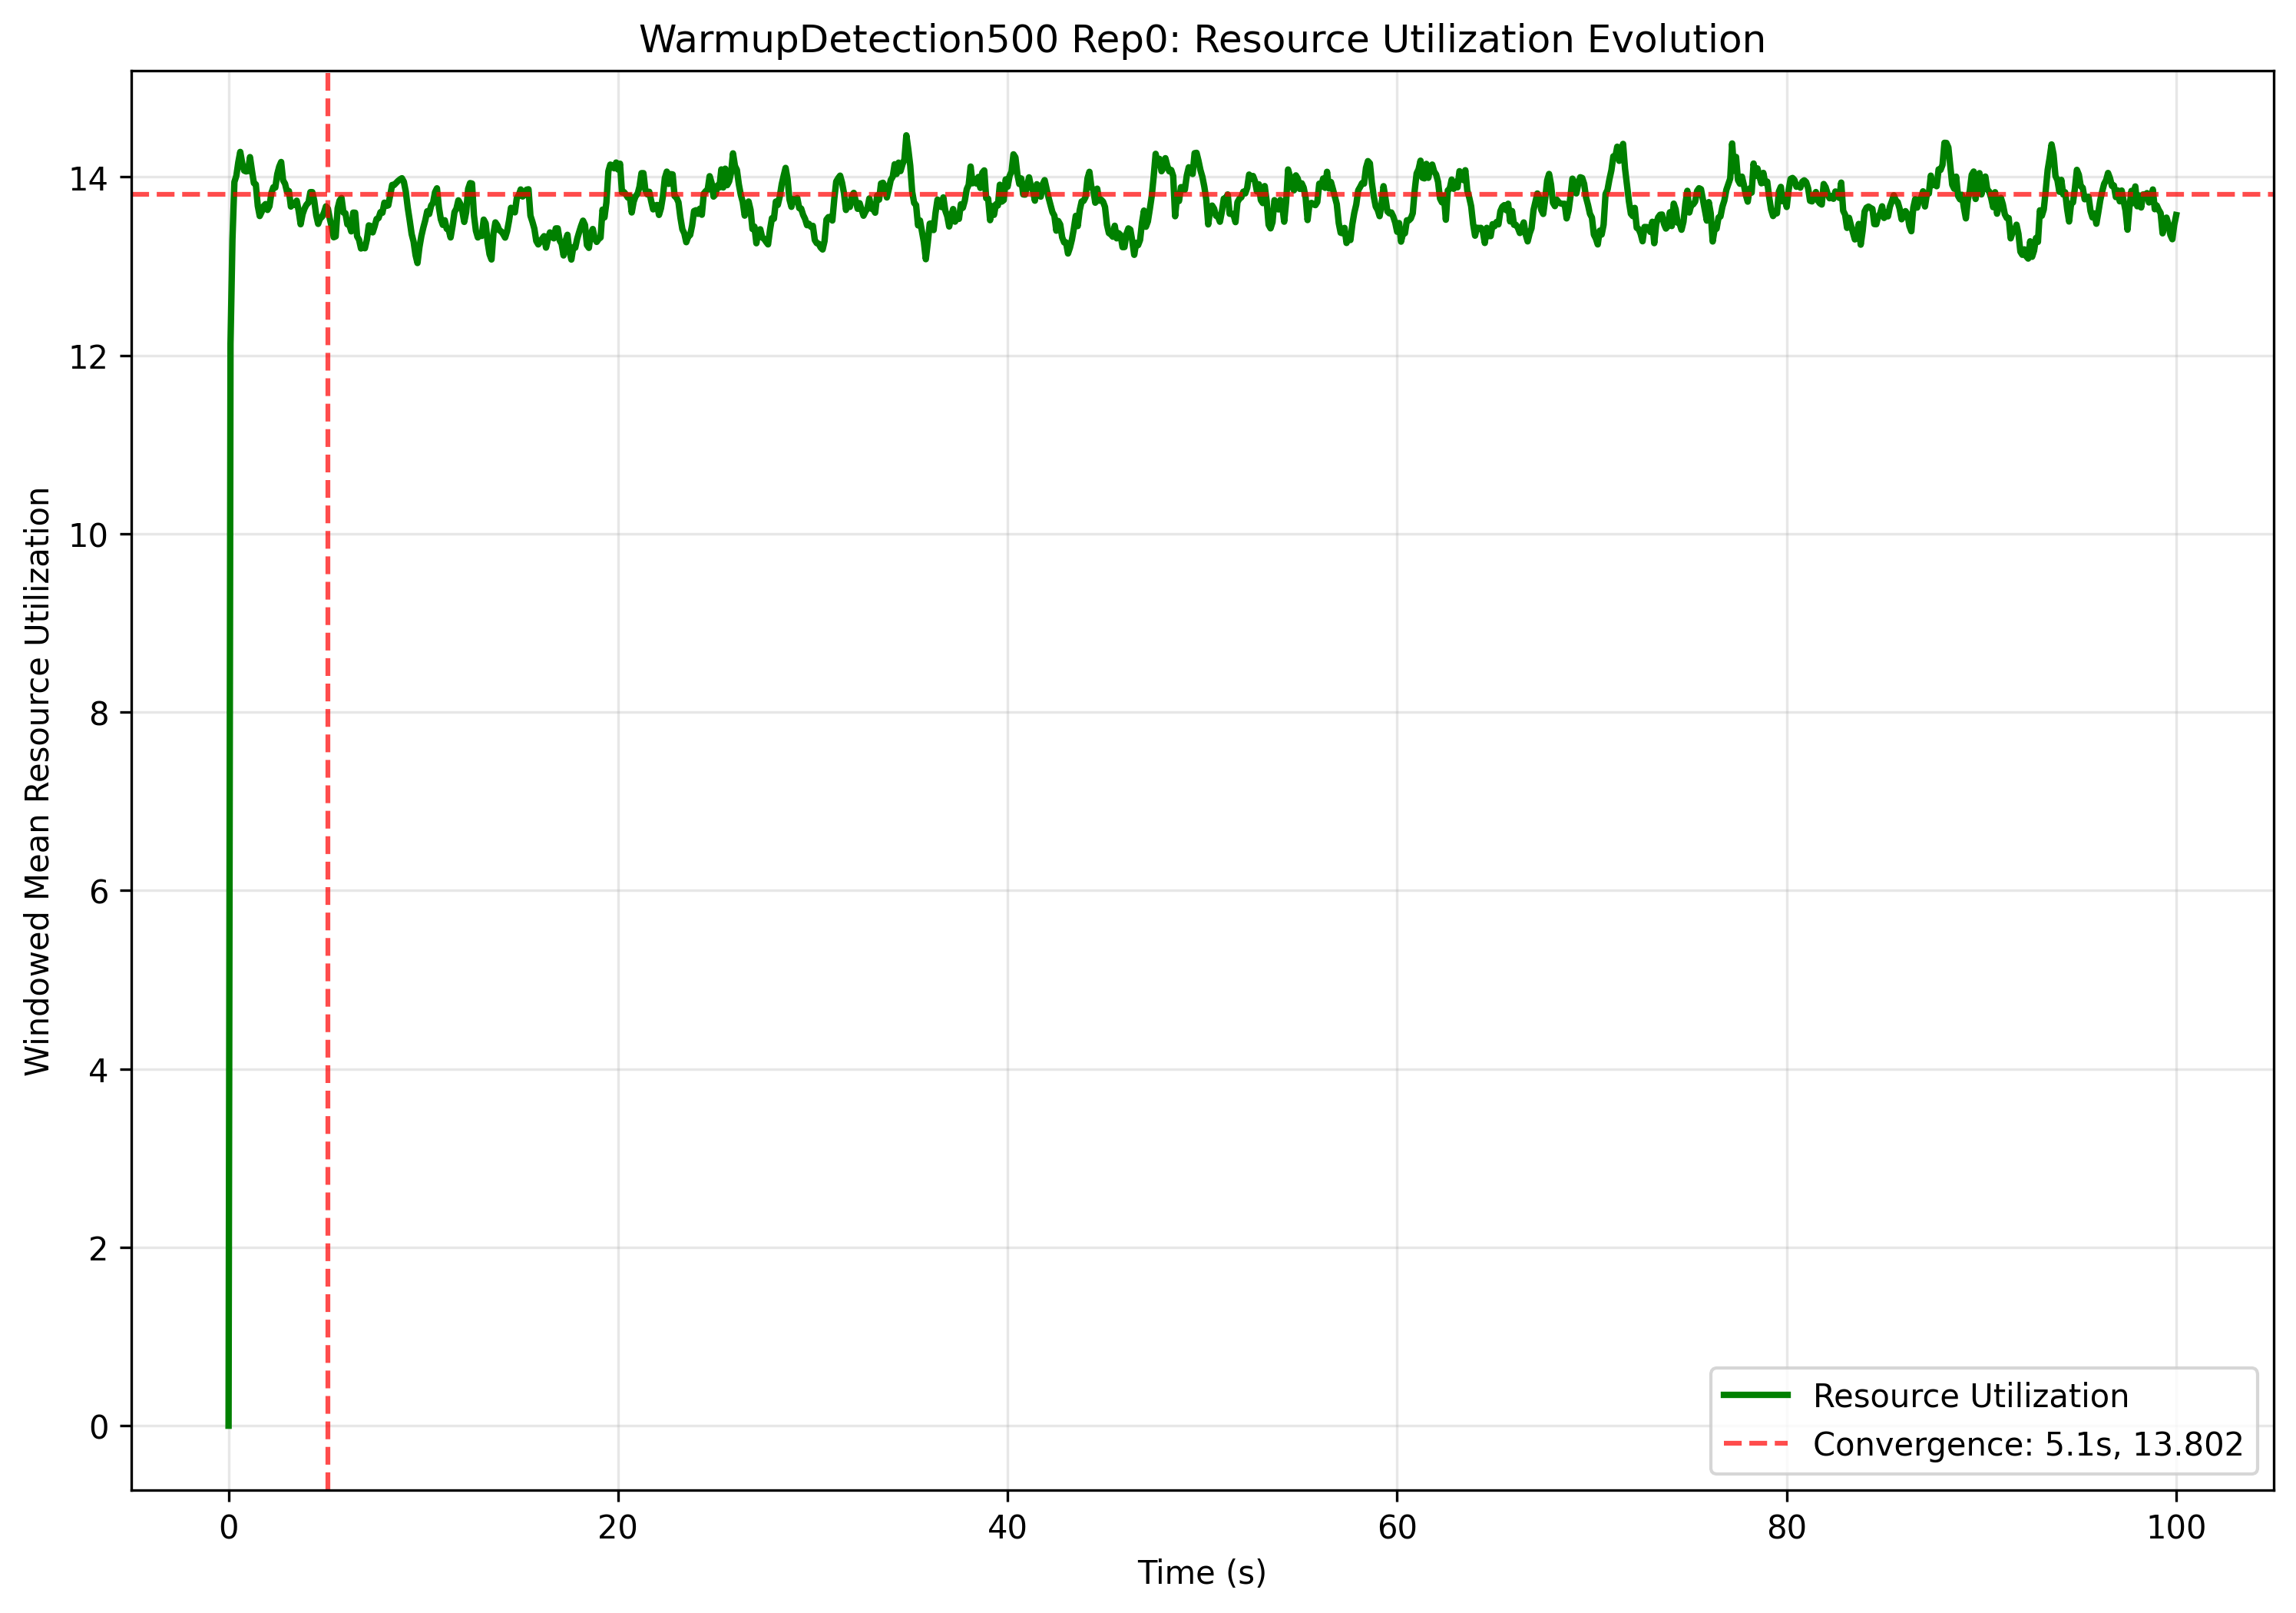 WarmupDetection500 Rep0: Resource Utilization Evolution
Windowed Mean Resource Utilization
14
12
10
8
6
4
2
0
0 20 40 60 80 100
Time (s)
Resource Utilization
Convergence: 5.1s, 13.802